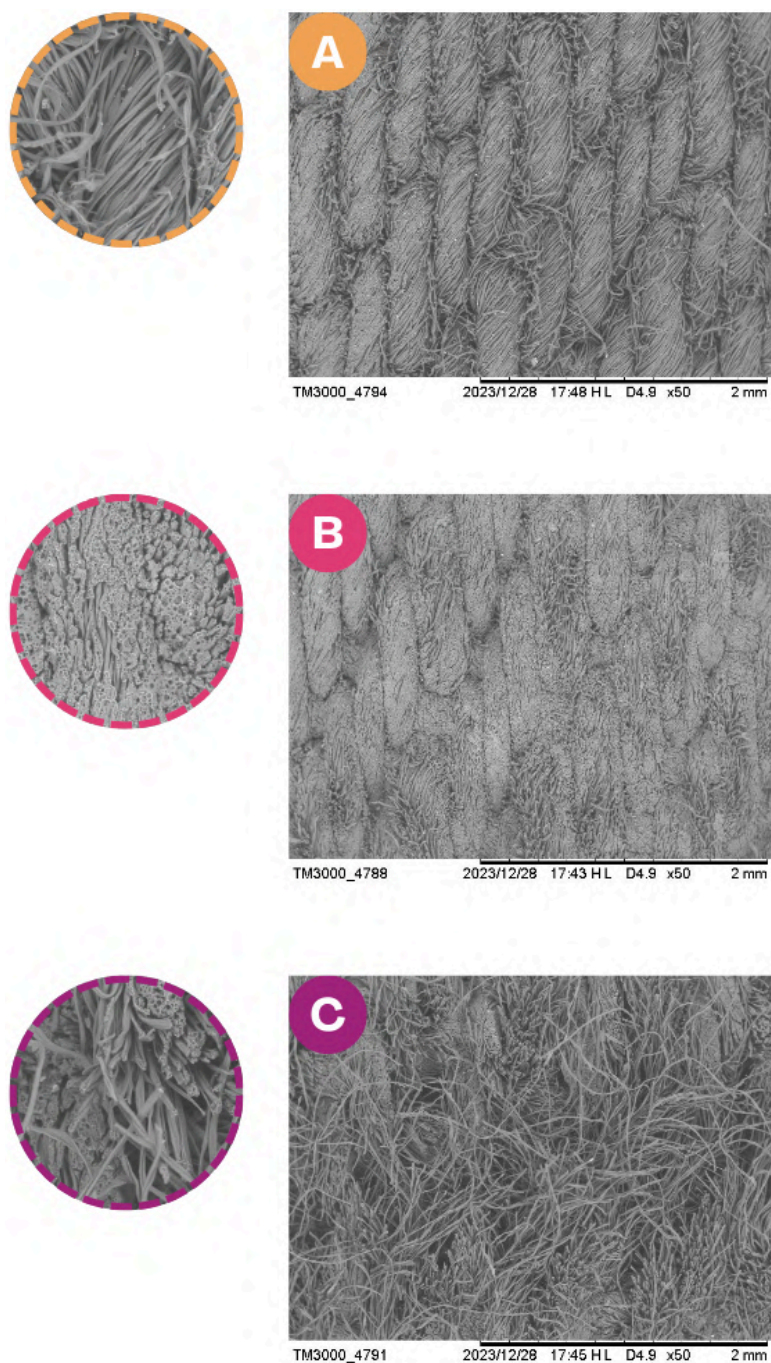 A
TM3000_4794 2023/12/28 17:48 H L D4.9 x50 2 mm
B
TM3000_4788 2023/12/28 17:43 H L D4.9 x50 2 mm
C
TM3000_4791 2023/12/28 17:45 H L D4.9 x50 2 mm